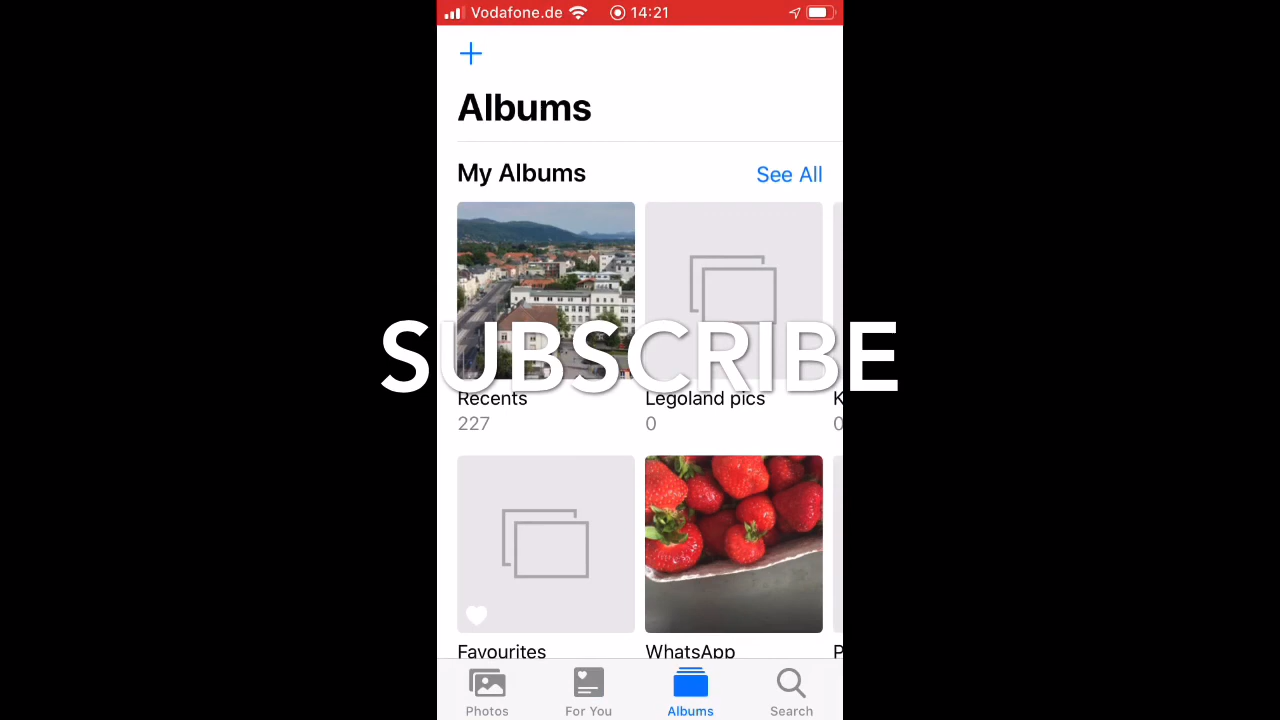 Vodafone.de 14:21
Albums
My Albums See All
SUBSCRIBE
Recents Legoland pics K
227 0 0
Favourites WhatsApp P
Photos For You Albums Search